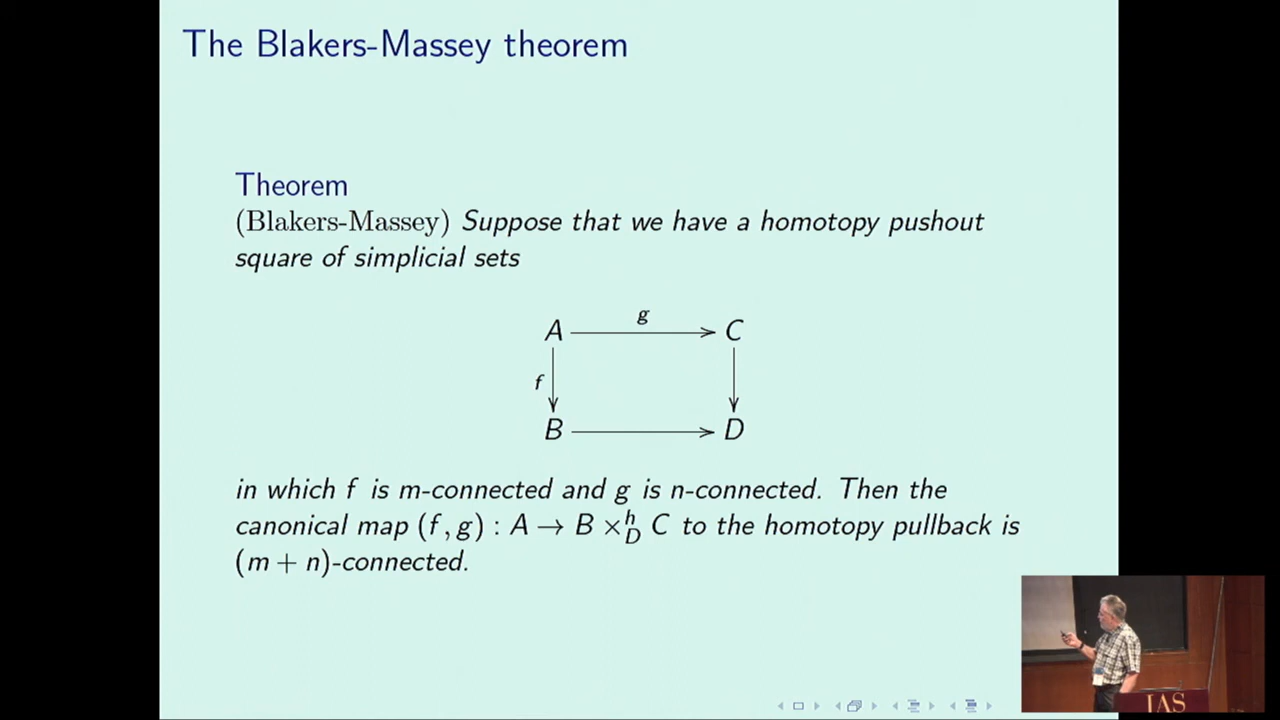 The Blakers-Massey theorem
Theorem
(Blakers-Massey) Suppose that we have a homotopy pushout
square of simplicial sets
g
A C
f
B D
in which f is m-connected and g is n-connected. Then the
canonical map (f, g) : A → B ×ʰ_D C to the homotopy pullback is
(m + n)-connected.
IAS